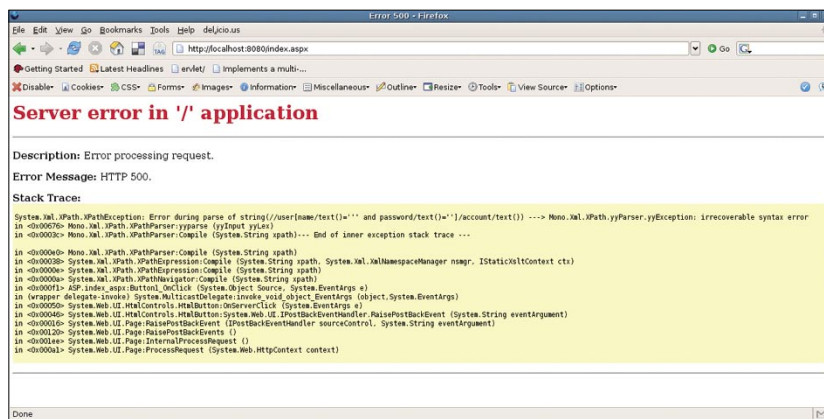 Error 500 - Firefox
File Edit View Go Bookmarks Tools Help del.icio.us
http://localhost:8080/index.aspx Go
Getting Started Latest Headlines ervlet/ Implements a multi-...
Disable Cookies CSS Forms Images Information Miscellaneous Outline Resize Tools View Source Options
Server error in '/' application
Description: Error processing request.
Error Message: HTTP 500.
Stack Trace:
System.Xml.XPath.XPathException: Error during parse of string(//user[name/text()=''' and password/text()='']/account/text()) ---> Mono.Xml.XPath.yyParser.yyException: irrecoverable syntax error
in <0x00676> Mono.Xml.XPath.XPathParser:yyparse (yyInput yyLex)
in <0x0003c> Mono.Xml.XPath.XPathParser:Compile (System.String xpath)--- End of inner exception stack trace ---
in <0x000e0> Mono.Xml.XPath.XPathParser:Compile (System.String xpath)
in <0x00038> System.Xml.XPath.XPathExpression:Compile (System.String xpath, System.Xml.XmlNamespaceManager nsmgr, IStaticXsltContext ctx)
in <0x0000e> System.Xml.XPath.XPathExpression:Compile (System.String xpath)
in <0x0000a> System.Xml.XPath.XPathNavigator:Compile (System.String xpath)
in <0x000f1> ASP.index_aspx:Button1_OnClick (System.Object Source, System.EventArgs e)
in (wrapper delegate-invoke) System.MulticastDelegate:invoke_void_object_EventArgs (object,System.EventArgs)
in <0x00050> System.Web.UI.HtmlControls.HtmlButton:OnServerClick (System.EventArgs e)
in <0x00046> System.Web.UI.HtmlControls.HtmlButton:System.Web.UI.IPostBackEventHandler.RaisePostBackEvent (System.String eventArgument)
in <0x00016> System.Web.UI.Page:RaisePostBackEvent (IPostBackEventHandler sourceControl, System.String eventArgument)
in <0x00120> System.Web.UI.Page:RaisePostBackEvents ()
in <0x001ee> System.Web.UI.Page:InternalProcessRequest ()
in <0x000a1> System.Web.UI.Page:ProcessRequest (System.Web.HttpContext context)
Done